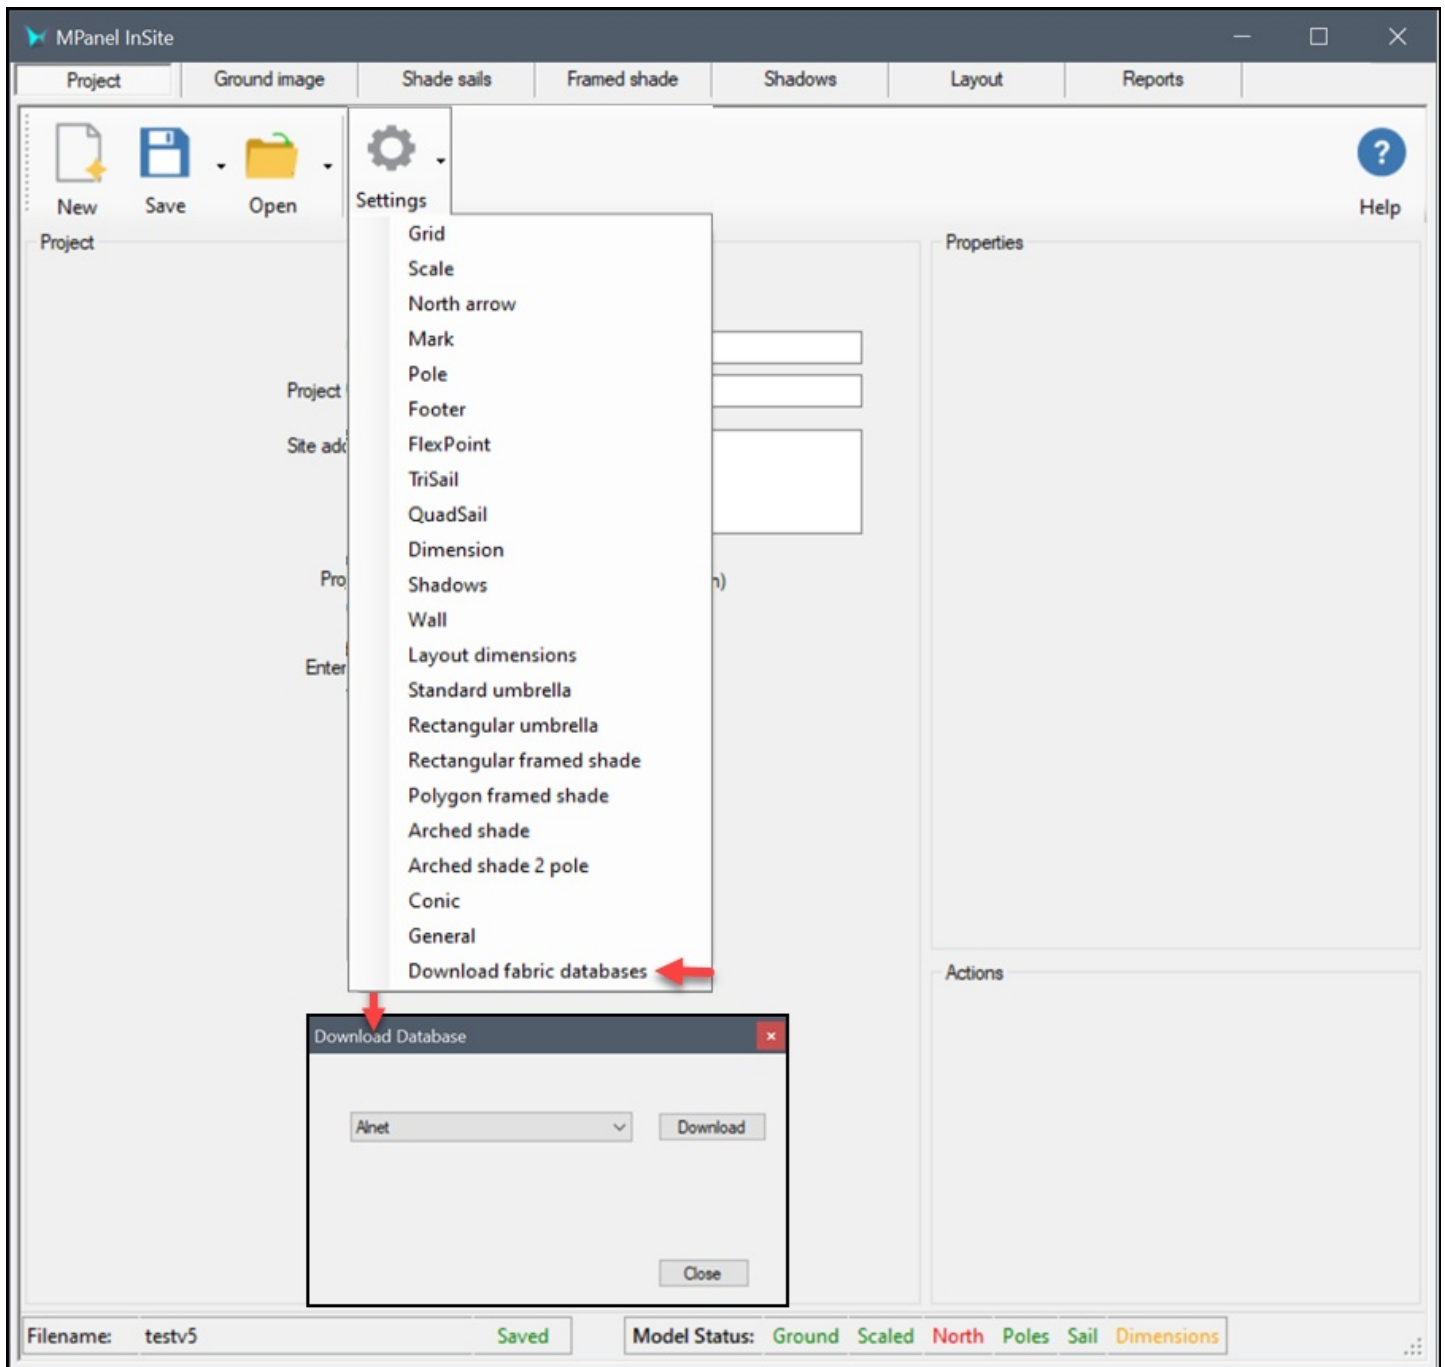 MPanel InSite
Project
Ground image
Shade sails
Framed shade
Shadows
Layout
Reports
New
Save
Open
Settings
?
Help
Project
Grid
Scale
North arrow
Mark
Pole
Footer
FlexPoint
TriSail
QuadSail
Dimension
Shadows
Wall
Layout dimensions
Standard umbrella
Rectangular umbrella
Rectangular framed shade
Polygon framed shade
Arched shade
Arched shade 2 pole
Conic
General
Download fabric databases
Project
Site add
Pro
Enter
Properties
Actions
Download Database
Alnet
Download
Close
Filename: testv5 Saved
Model Status: Ground Scaled North Poles Sail Dimensions